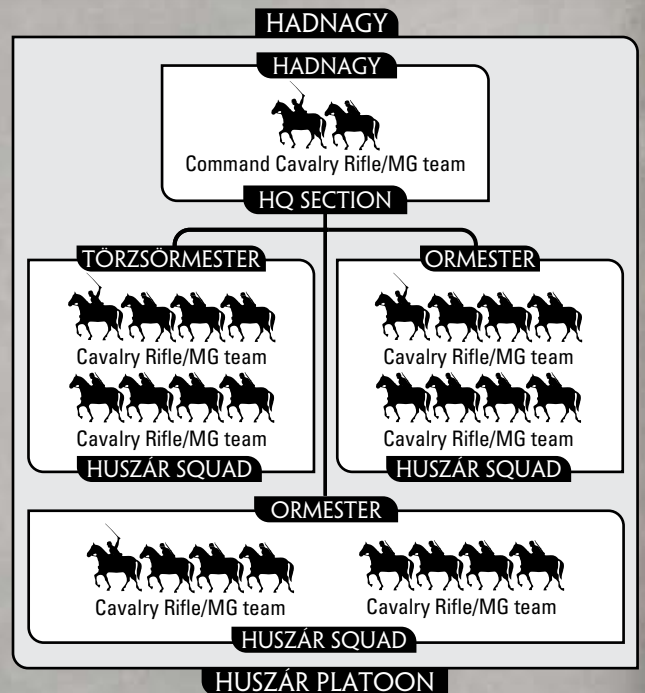 HADNAGY
HADNAGY
Command Cavalry Rifle/MG team
HQ SECTION
TÖRZSÖRMESTER
Cavalry Rifle/MG team
Cavalry Rifle/MG team
HUSZÁR SQUAD
ORMESTER
Cavalry Rifle/MG team
Cavalry Rifle/MG team
HUSZÁR SQUAD
ORMESTER
Cavalry Rifle/MG team
Cavalry Rifle/MG team
HUSZÁR SQUAD
HUSZÁR PLATOON